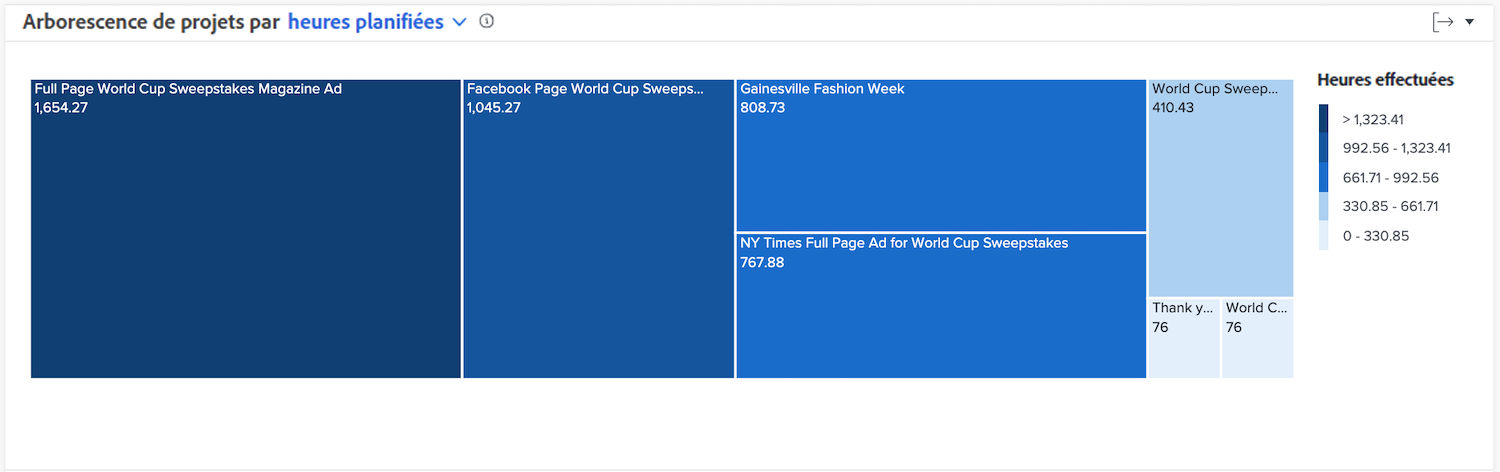 Arborescence de projets par heures planifiées
Full Page World Cup Sweepstakes Magazine Ad
1,654.27
Facebook Page World Cup Sweeps...
1,045.27
Gainesville Fashion Week
808.73
NY Times Full Page Ad for World Cup Sweepstakes
767.88
World Cup Sweep...
410.43
Thank y...
76
World C...
76
Heures effectuées
> 1,323.41
992.56 - 1,323.41
661.71 - 992.56
330.85 - 661.71
0 - 330.85